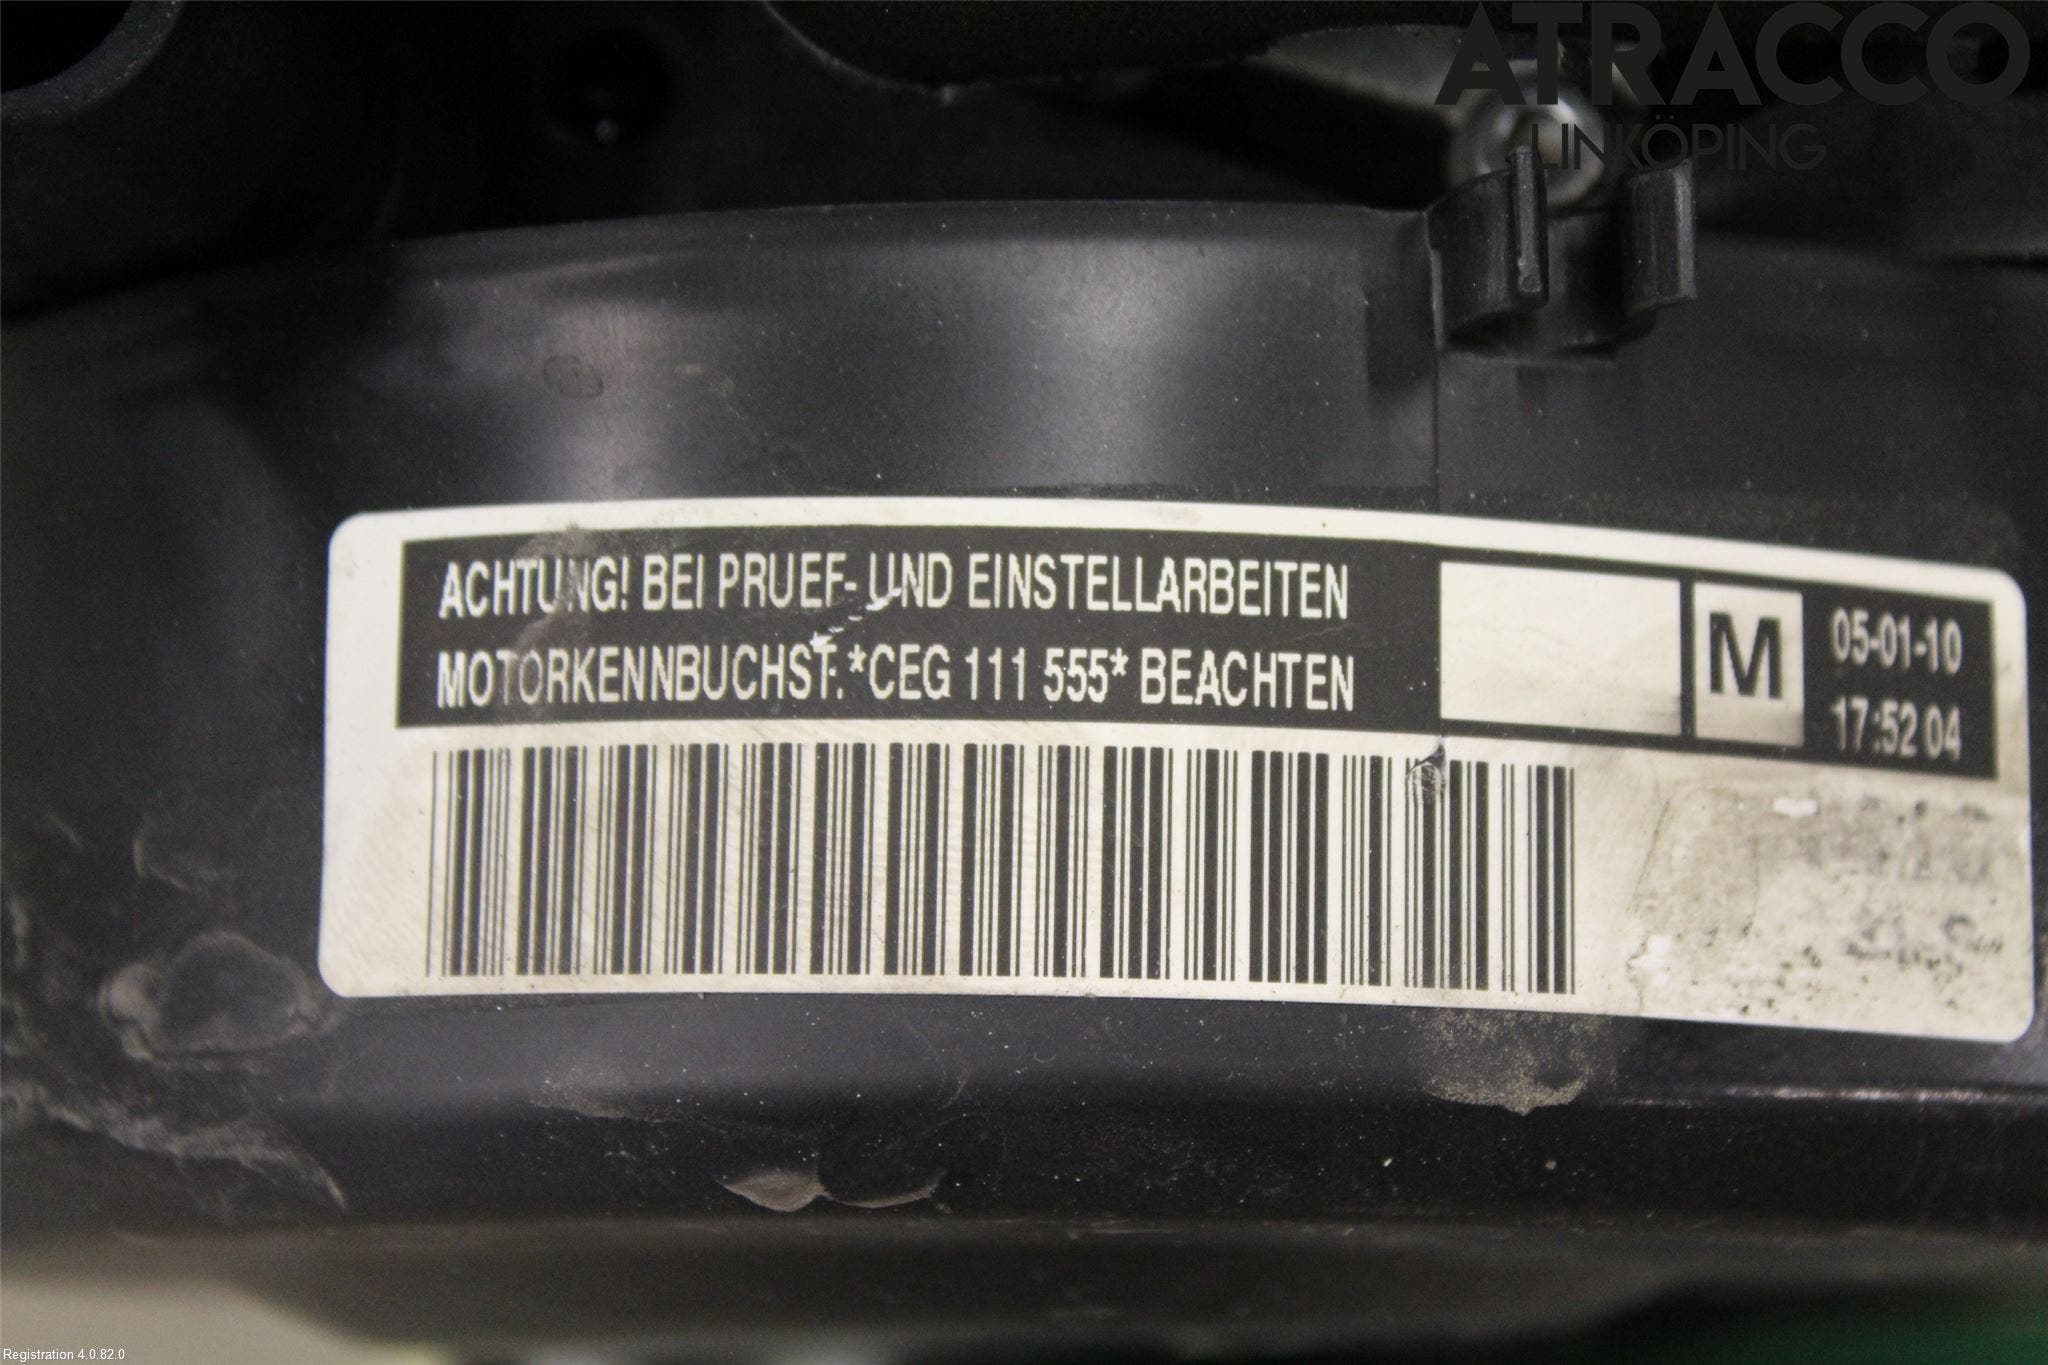 ATRACCO
LINKÖPING
ACHTUNG! BEI PRUEF- UND EINSTELLARBEITEN
MOTORKENNBUCHST. *CEG 111 555* BEACHTEN
M
05-01-10
17:52 04
Registration 4.0.82.0